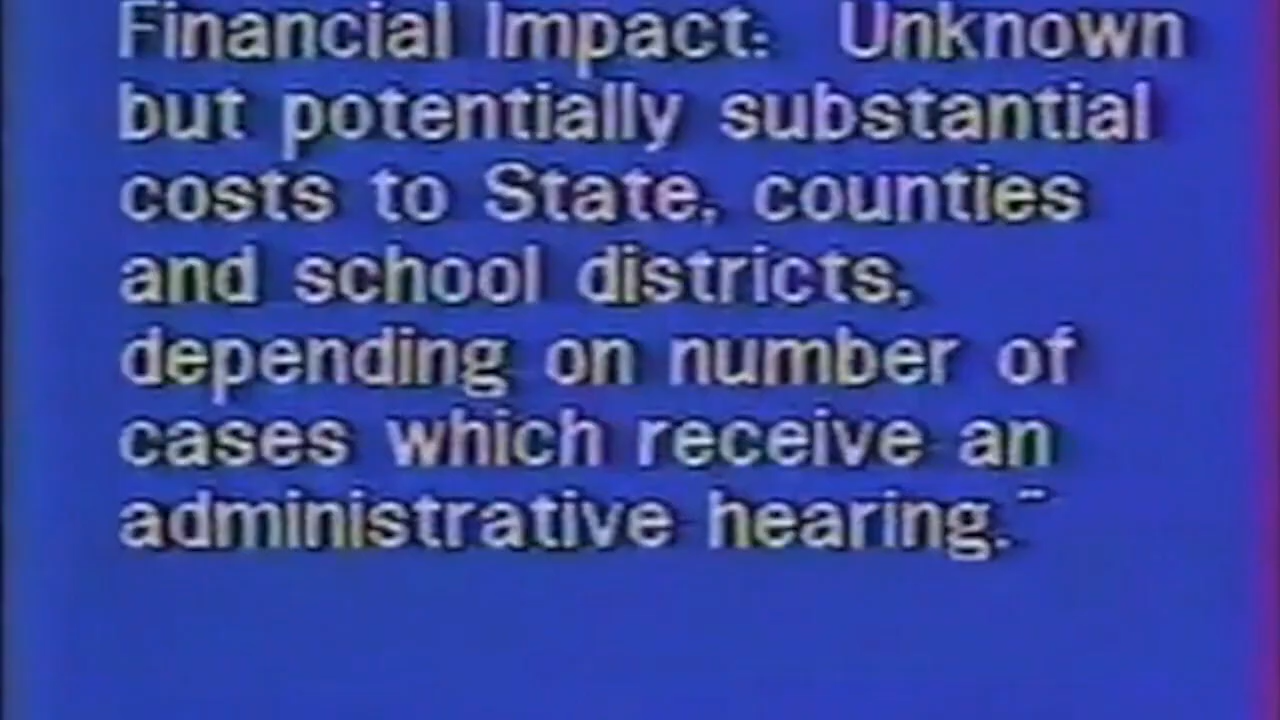 Financial Impact: Unknown
but potentially substantial
costs to State, counties
and school districts,
depending on number of
cases which receive an
administrative hearing."